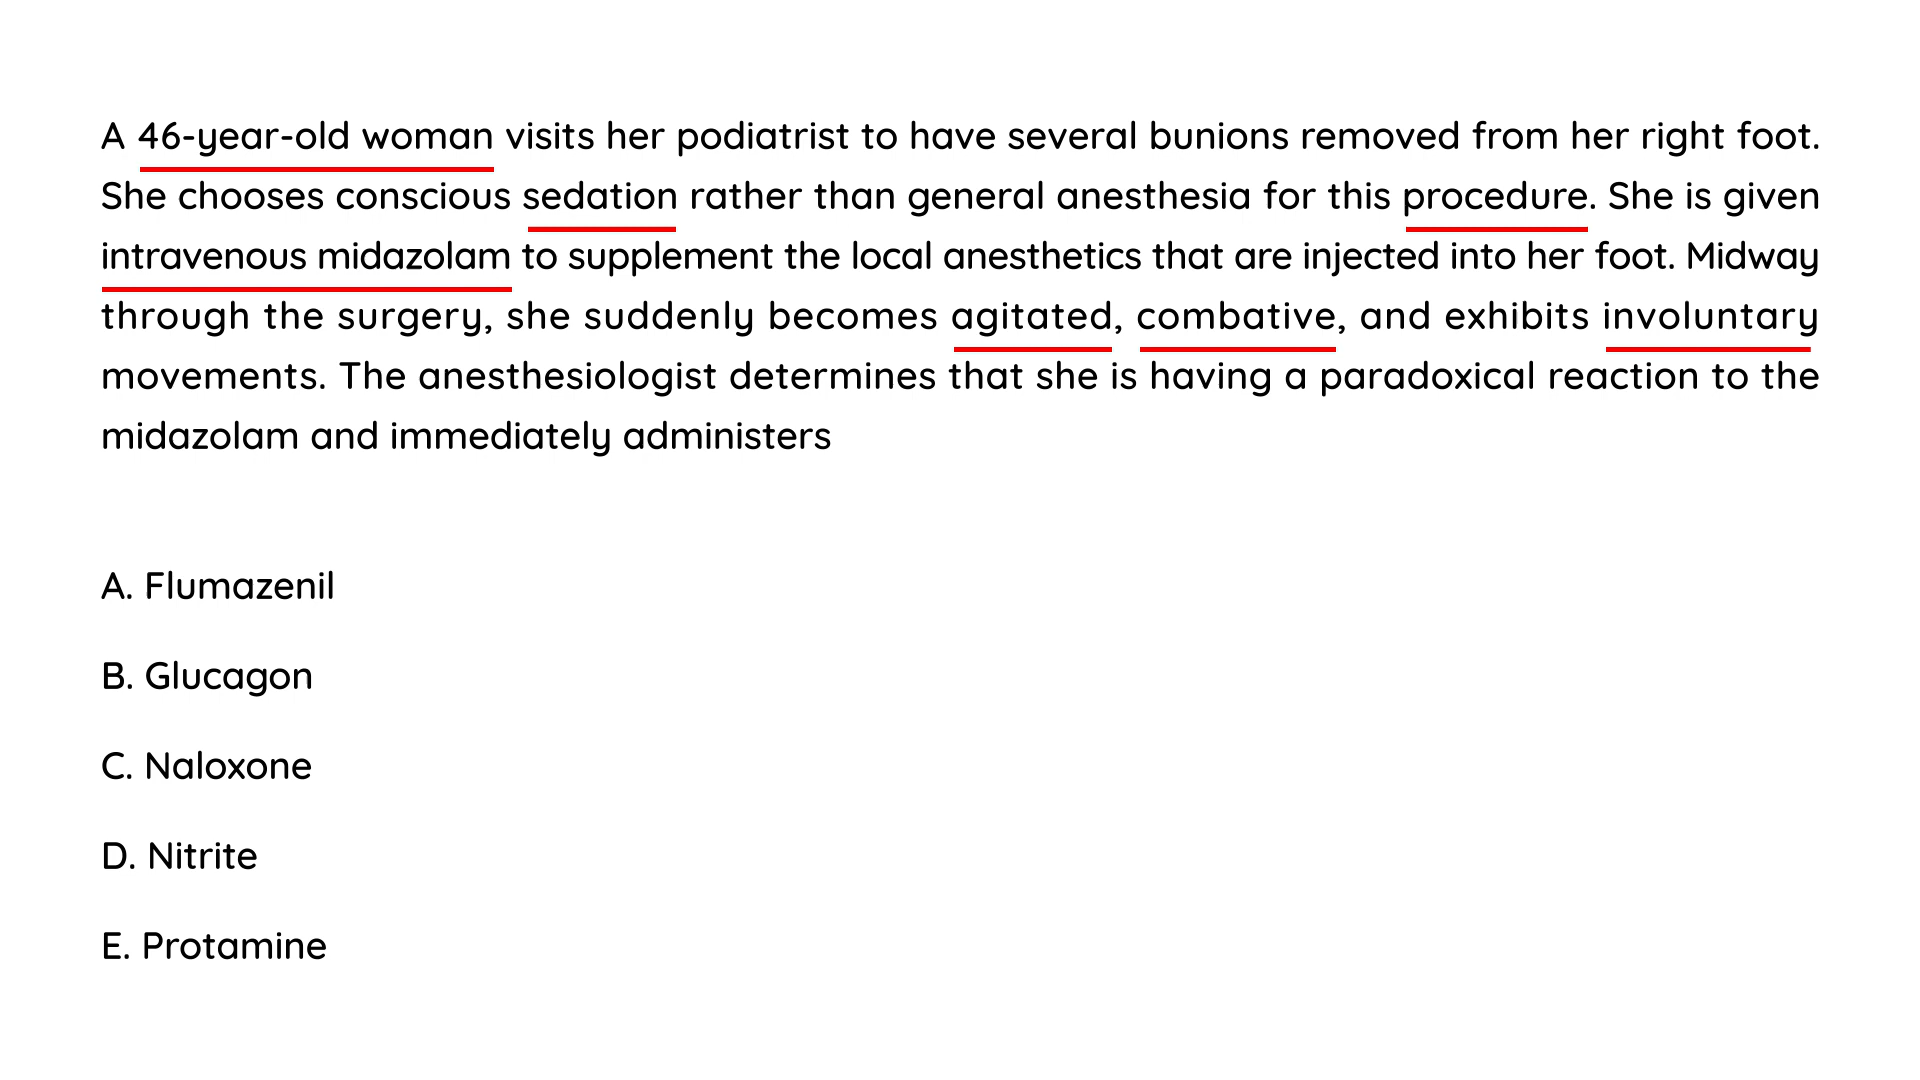 A 46-year-old woman visits her podiatrist to have several bunions removed from her right foot.
She chooses conscious sedation rather than general anesthesia for this procedure. She is given
intravenous midazolam to supplement the local anesthetics that are injected into her foot. Midway
through the surgery, she suddenly becomes agitated, combative, and exhibits involuntary
movements. The anesthesiologist determines that she is having a paradoxical reaction to the
midazolam and immediately administers
A. Flumazenil
B. Glucagon
C. Naloxone
D. Nitrite
E. Protamine